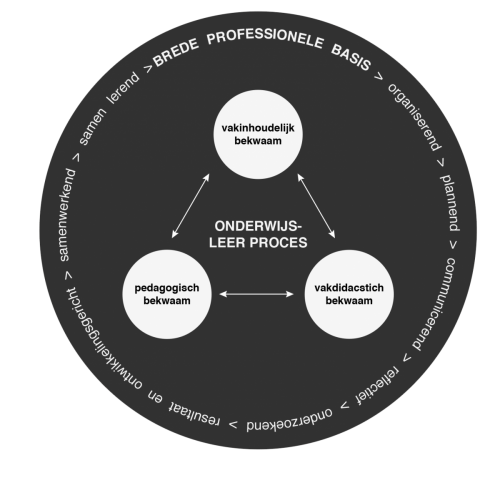 BREDE PROFESSIONELE BASIS > organiserend > plannend > communicerend > reflectief > onderzoekend > resultaat en ontwikkelingsgericht > samenwerkend > samen lerend >
vakinhoudelijk
bekwaam
ONDERWIJS-
LEER PROCES
pedagogisch
bekwaam
vakdidacstich
bekwaam